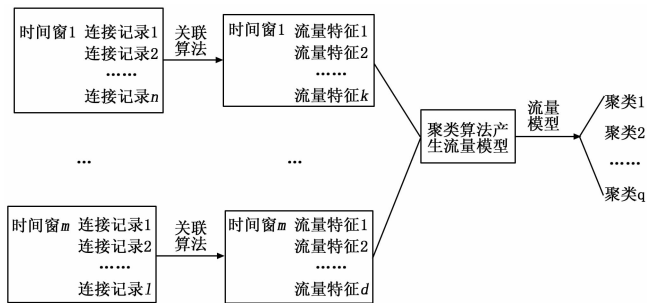 时间窗1 连接记录1
连接记录2
……
连接记录n
关联
算法
时间窗1 流量特征1
流量特征2
……
流量特征k
...
...
时间窗m 连接记录1
连接记录2
……
连接记录l
关联
算法
时间窗m 流量特征1
流量特征2
……
流量特征d
聚类算法产
生流量模型
流量
模型
聚类1
聚类2
……
聚类q